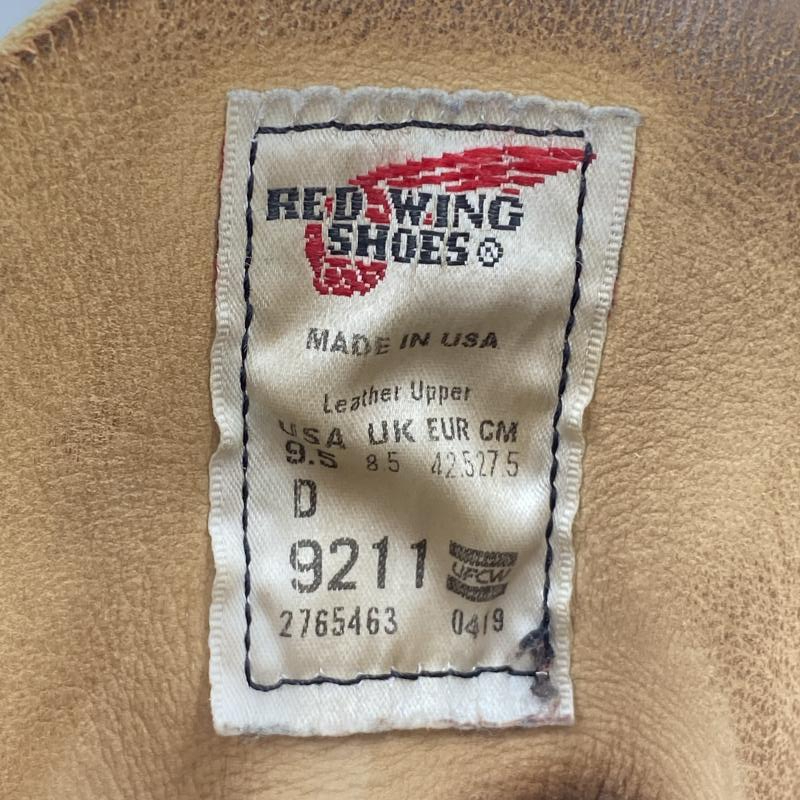 RED WING
SHOES®
MADE IN USA
Leather Upper
USA UK EUR CM
9.5 8 5 42.5 27.5
D
9211
UFCW
2765463 04/9